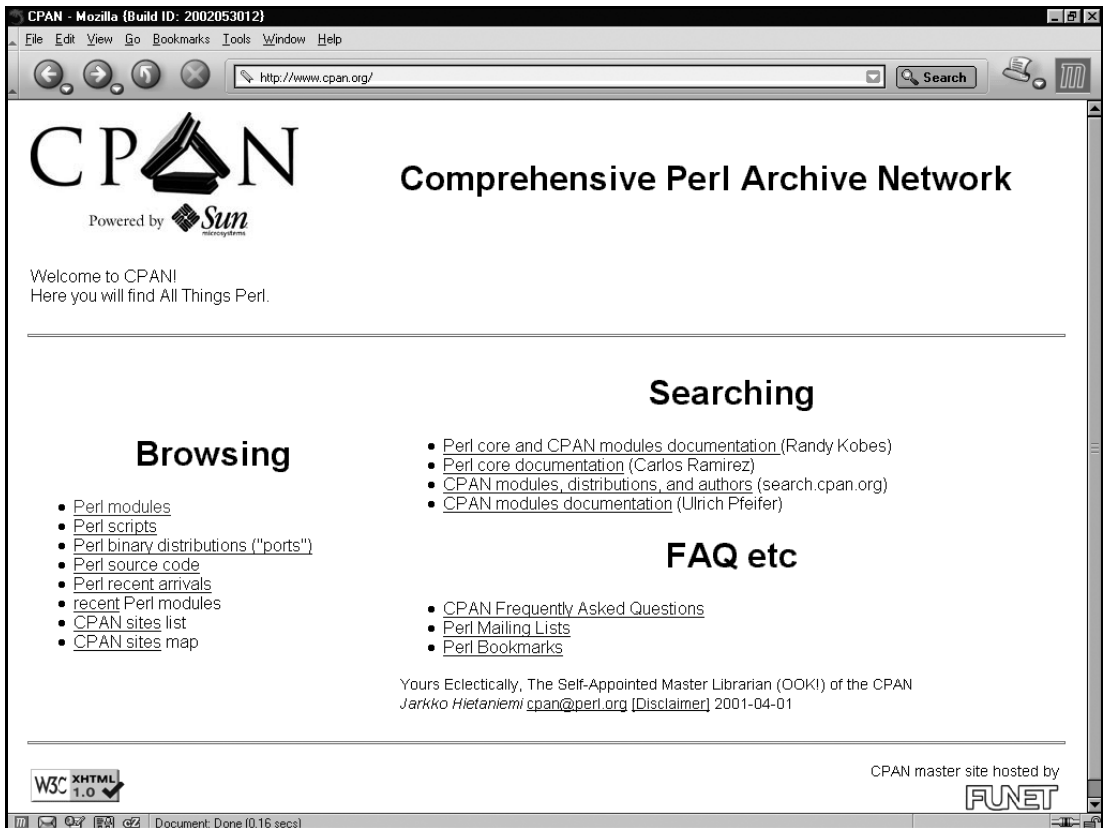 CPAN - Mozilla {Build ID: 2002053012}
File Edit View Go Bookmarks Tools Window Help
http://www.cpan.org/ Search
CPAN
Powered by Sun
microsystems
Comprehensive Perl Archive Network
Welcome to CPAN!
Here you will find All Things Perl.
Browsing
Perl modules
Perl scripts
Perl binary distributions ("ports")
Perl source code
Perl recent arrivals
recent Perl modules
CPAN sites list
CPAN sites map
Searching
Perl core and CPAN modules documentation (Randy Kobes)
Perl core documentation (Carlos Ramirez)
CPAN modules, distributions, and authors (search.cpan.org)
CPAN modules documentation (Ulrich Pfeifer)
FAQ etc
CPAN Frequently Asked Questions
Perl Mailing Lists
Perl Bookmarks
Yours Eclectically, The Self-Appointed Master Librarian (OOK!) of the CPAN
Jarkko Hietaniemi cpan@perl.org [Disclaimer] 2001-04-01
W3C XHTML 1.0
CPAN master site hosted by
FUNET
Document: Done (0.16 secs)